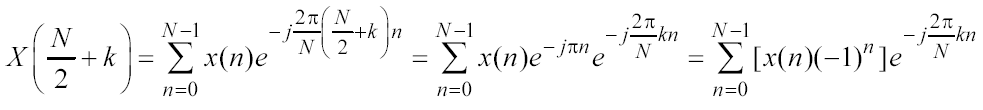 X(N/2 + k) = ∑_{n=0}^{N−1} x(n)e^{−j(2π/N)(N/2+k)n} = ∑_{n=0}^{N−1} x(n)e^{−jπn}e^{−j(2π/N)kn} = ∑_{n=0}^{N−1} [x(n)(−1)^n]e^{−j(2π/N)kn}